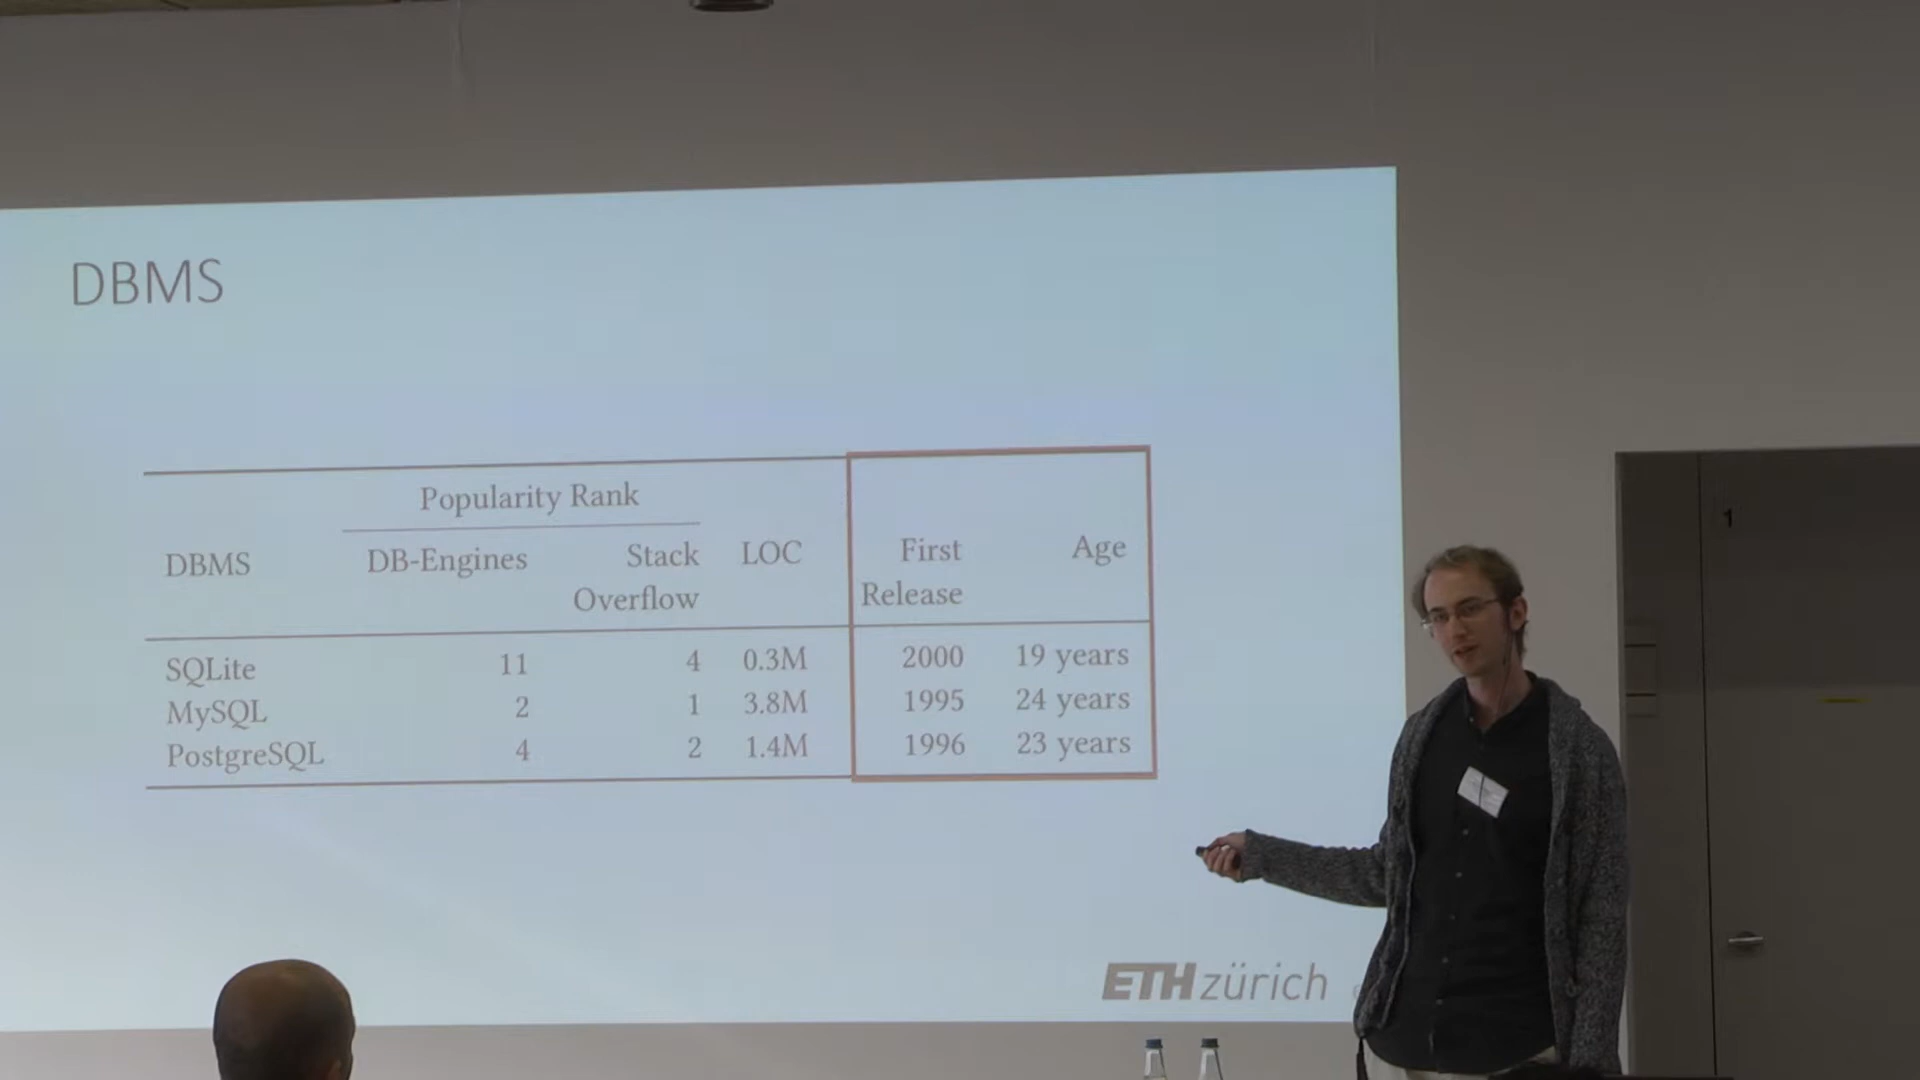 DBMS
Popularity Rank
DBMS DB-Engines Stack Overflow LOC First Release Age
SQLite 11 4 0.3M 2000 19 years
MySQL 2 1 3.8M 1995 24 years
PostgreSQL 4 2 1.4M 1996 23 years
ETH zürich